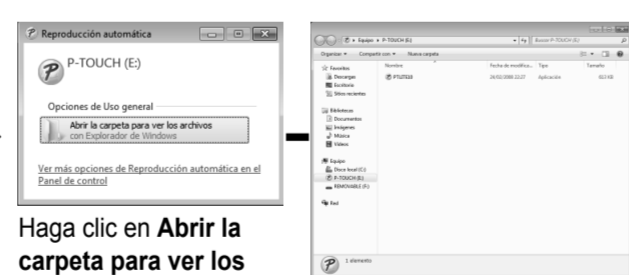 Reproducción automática
P-TOUCH (E:)
Opciones de Uso general
Abrir la carpeta para ver los archivos
con Explorador de Windows
Ver más opciones de Reproducción automática en el
Panel de control
Haga clic en Abrir la
carpeta para ver los
Equipo P-TOUCH (E:)
Buscar P-TOUCH (E:)
Organizar Compartir con Nueva carpeta
Nombre Fecha de modifica... Tipo Tamaño
Favoritos
Descargas
Escritorio
Sitios recientes
Aplicación
Bibliotecas
Documentos
Imágenes
Música
Vídeos
Equipo
Disco local (C:)
P-TOUCH (E:)
REMOVABLE (F:)
Red
1 elemento